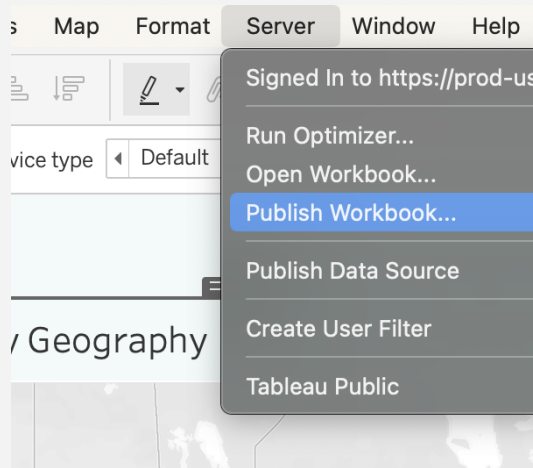 s Map Format Server Window Help
Signed In to https://prod-us
Run Optimizer...
vice type Default
Open Workbook...
Publish Workbook...
Publish Data Source
y Geography
Create User Filter
Tableau Public